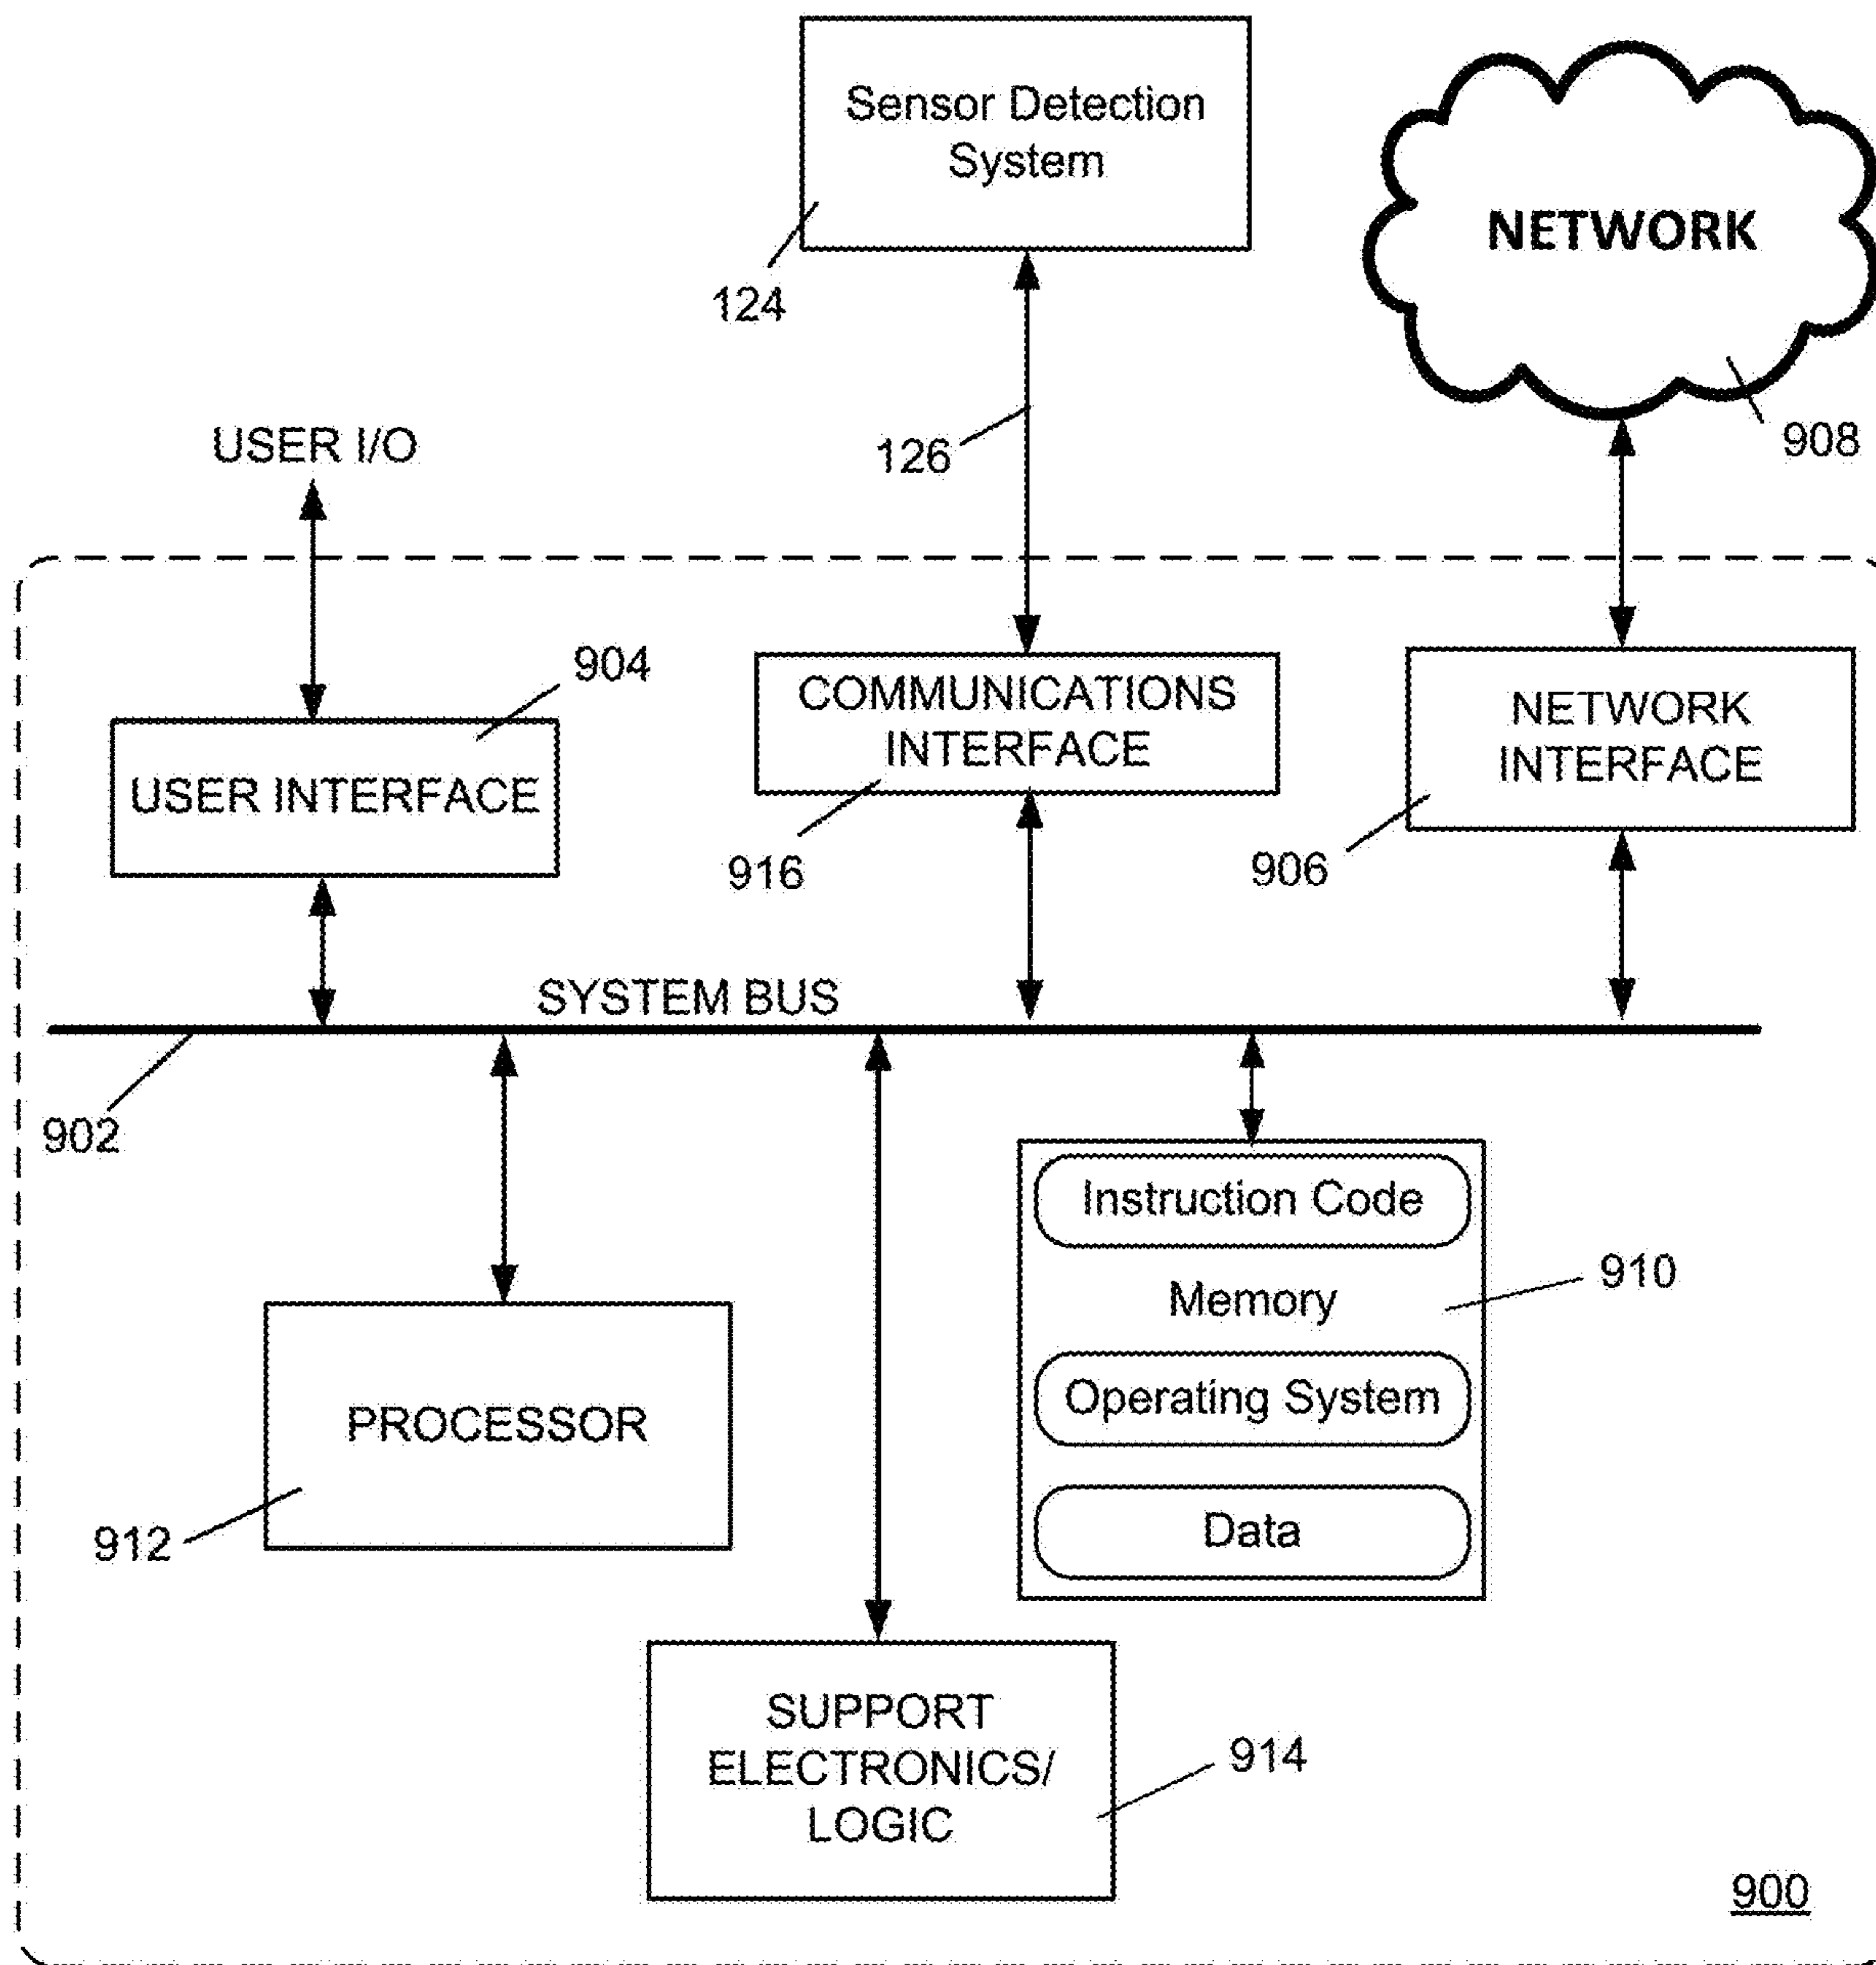 Sensor Detection
System
NETWORK
124
126
908
USER I/O
904
COMMUNICATIONS
INTERFACE
NETWORK
INTERFACE
USER INTERFACE
916
906
SYSTEM BUS
902
Instruction Code
910
Memory
Operating System
PROCESSOR
Data
912
SUPPORT
ELECTRONICS/
LOGIC
914
900